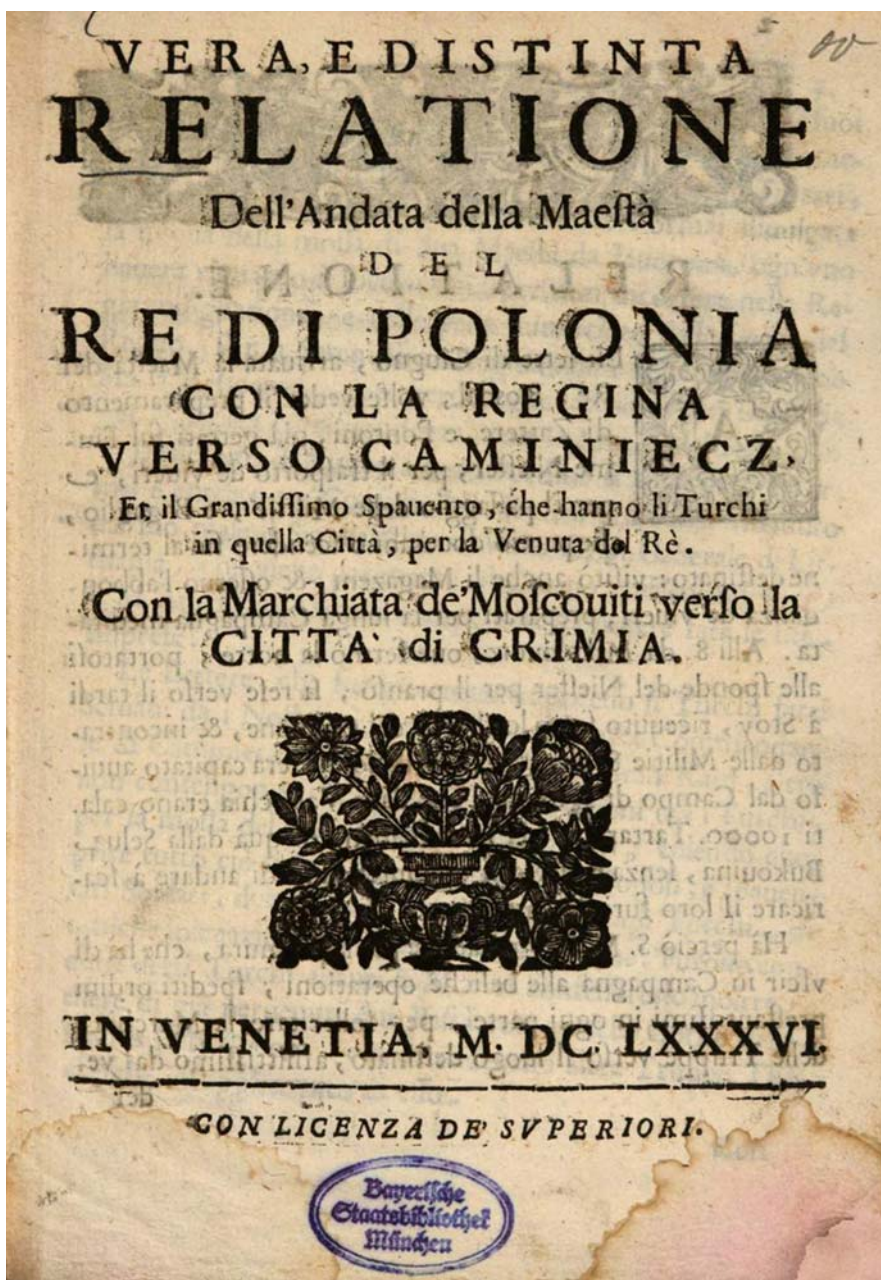 VERA, E DISTINTA
RELATIONE
Dell'Andata della Maeſtà
DEL
RE DI POLONIA
CON LA REGINA
VERSO CAMINIECZ,
Et il Grandiſſimo Spauento, che hanno li Turchi
in quella Città, per la Venuta del Rè.
Con la Marchiata de' Moſcouiti verſo la
CITTA' di CRIMIA.
IN VENETIA, M. DC. LXXXVI.
CON LICENZA DE' SVPERIORI.
Bayeriſche
Staatsbibliothek
München